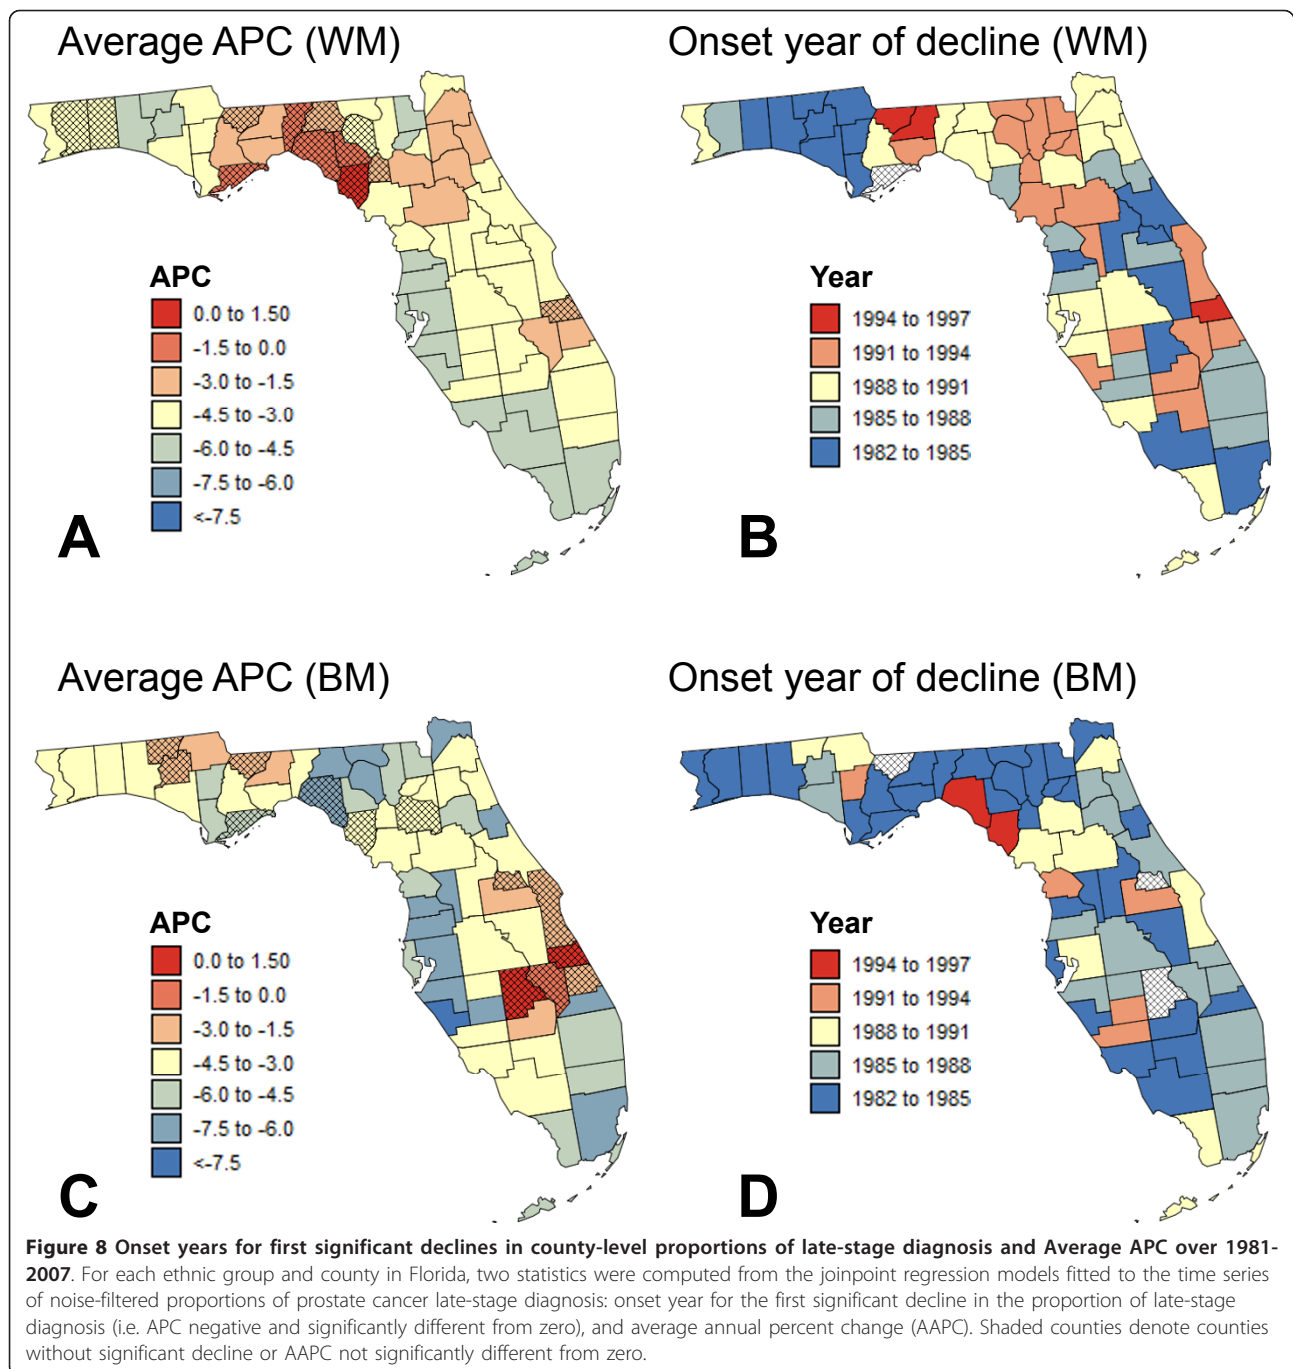 Average APC (WM)
Onset year of decline (WM)
APC
0.0 to 1.50
-1.5 to 0.0
-3.0 to -1.5
-4.5 to -3.0
-6.0 to -4.5
-7.5 to -6.0
<-7.5
A
Year
1994 to 1997
1991 to 1994
1988 to 1991
1985 to 1988
1982 to 1985
B
Average APC (BM)
Onset year of decline (BM)
APC
0.0 to 1.50
-1.5 to 0.0
-3.0 to -1.5
-4.5 to -3.0
-6.0 to -4.5
-7.5 to -6.0
<-7.5
C
Year
1994 to 1997
1991 to 1994
1988 to 1991
1985 to 1988
1982 to 1985
D
Figure 8 Onset years for first significant declines in county-level proportions of late-stage diagnosis and Average APC over 1981-
2007. For each ethnic group and county in Florida, two statistics were computed from the joinpoint regression models fitted to the time series
of noise-filtered proportions of prostate cancer late-stage diagnosis: onset year for the first significant decline in the proportion of late-stage
diagnosis (i.e. APC negative and significantly different from zero), and average annual percent change (AAPC). Shaded counties denote counties
without significant decline or AAPC not significantly different from zero.